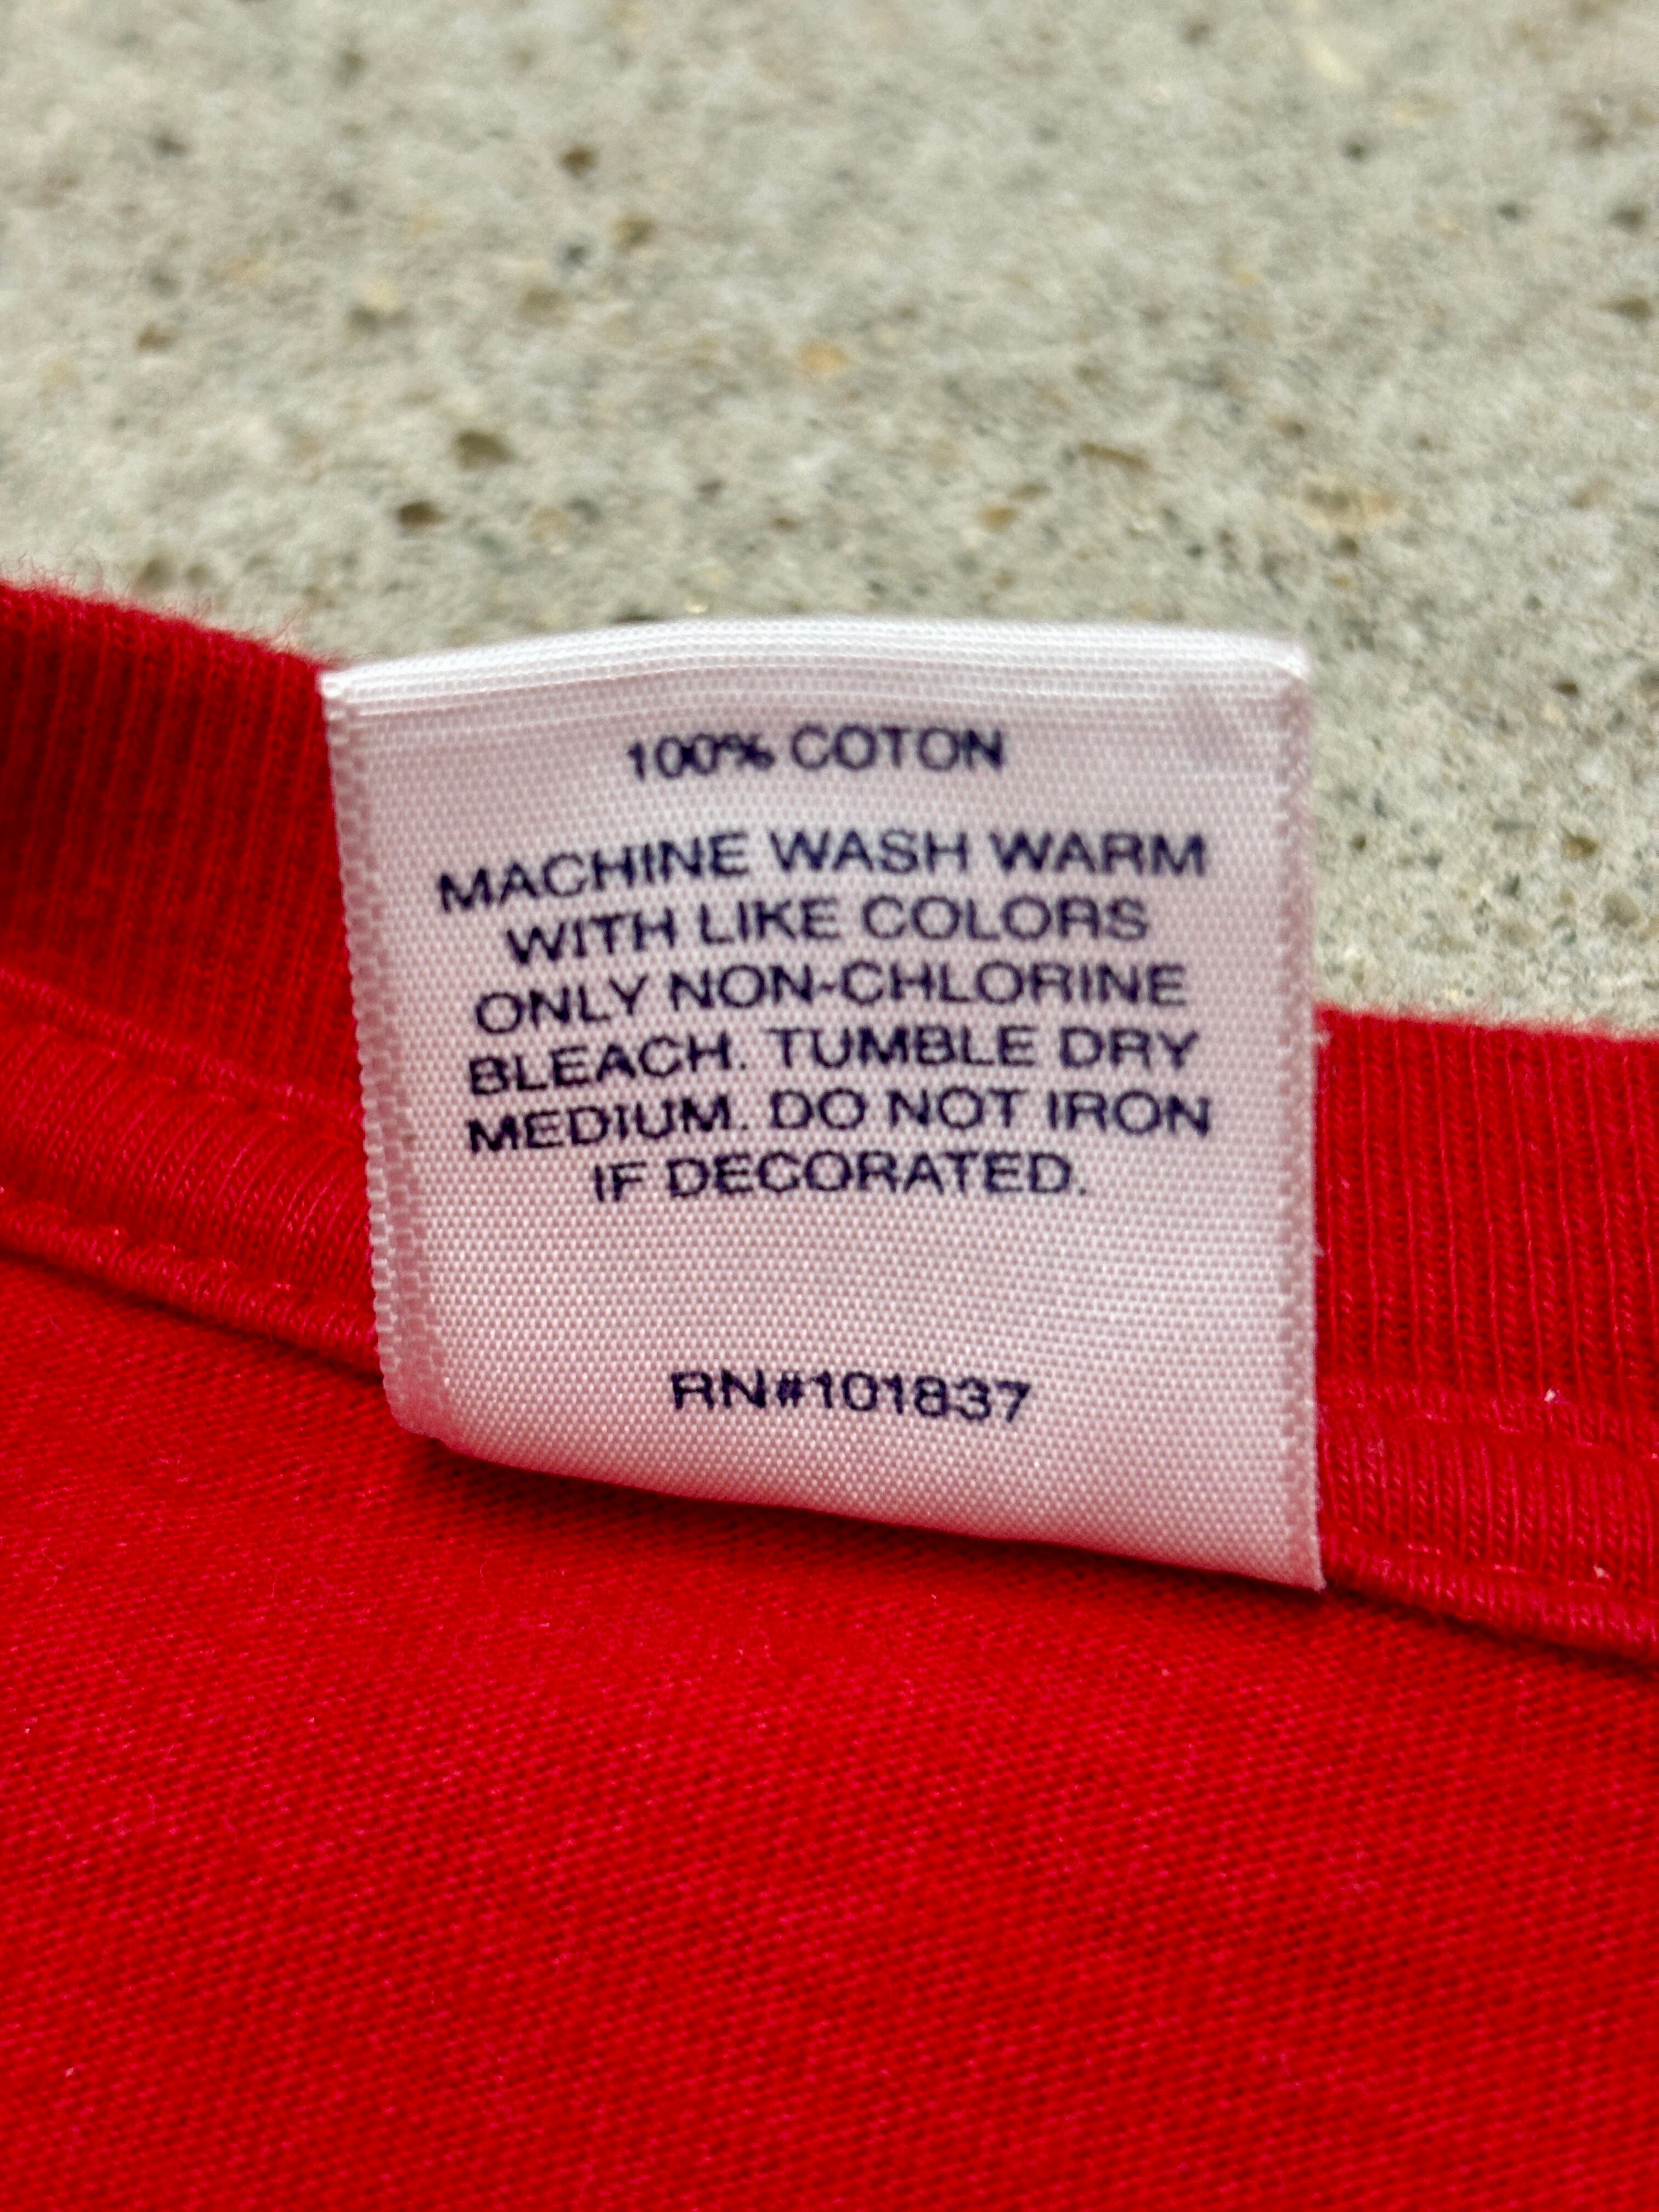 100% COTON
MACHINE WASH WARM
WITH LIKE COLORS
ONLY NON-CHLORINE
BLEACH. TUMBLE DRY
MEDIUM. DO NOT IRON
IF DECORATED.
RN#101837